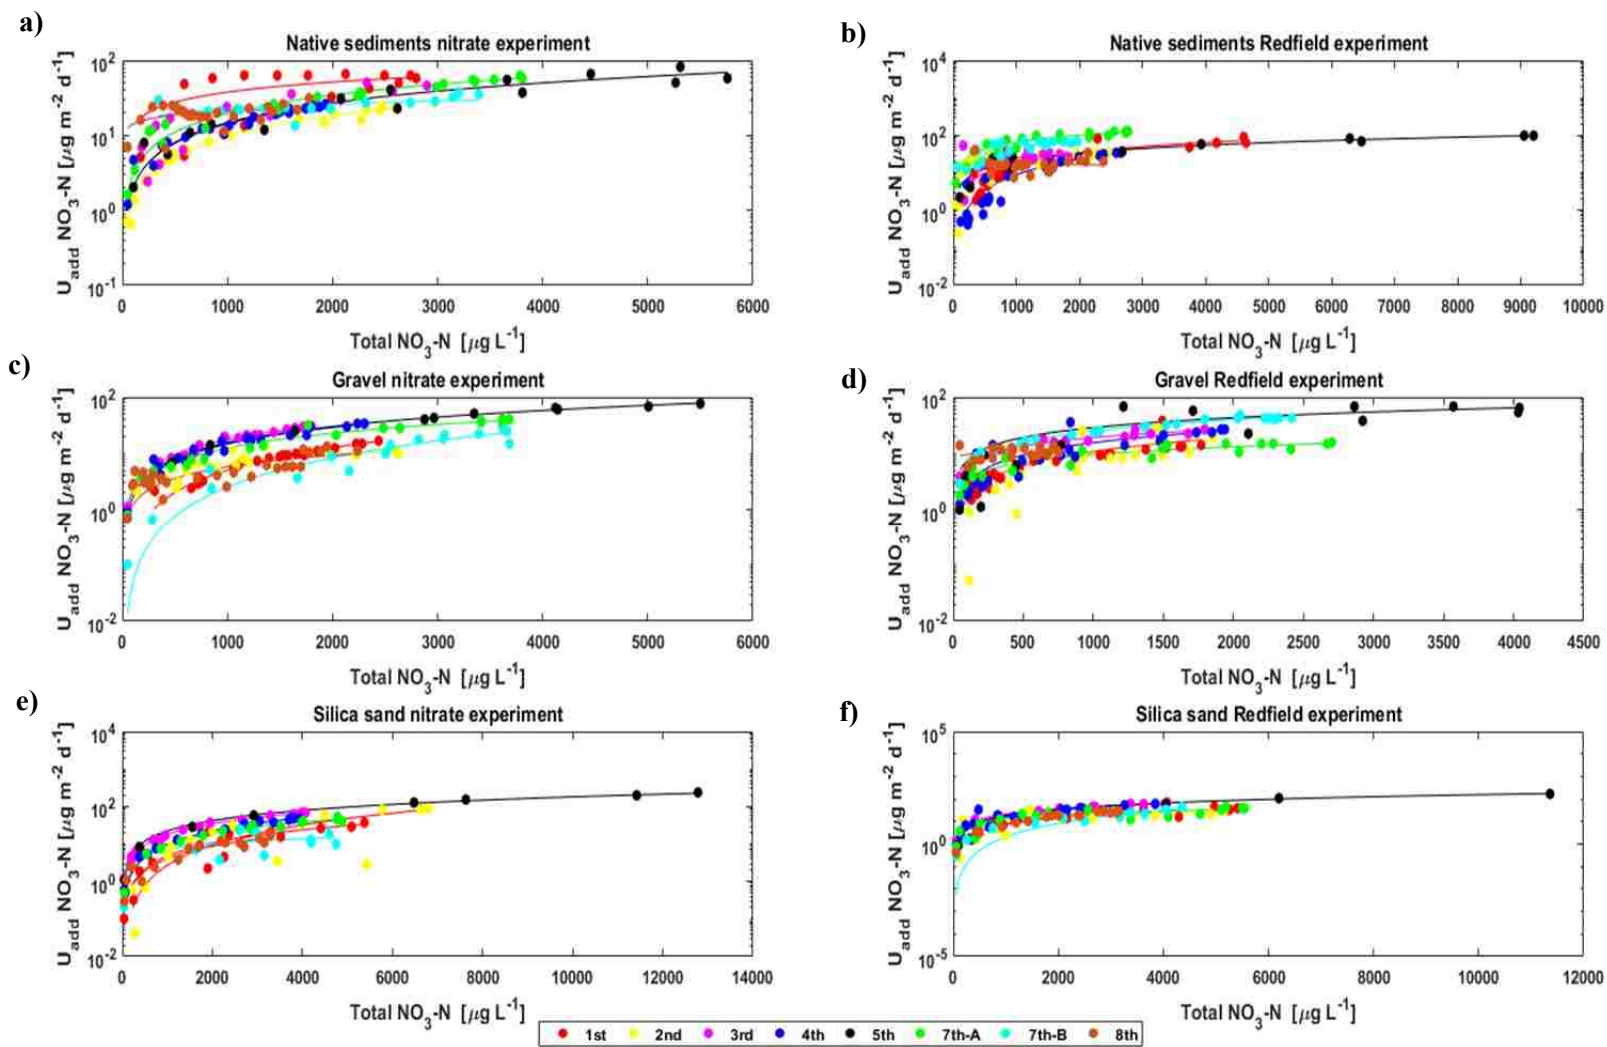 a)
Native sediments nitrate experiment
U_add NO_3-N [µg m^-2 d^-1]
10^2
10^1
10^0
10^-1
0 1000 2000 3000 4000 5000 6000
Total NO_3-N [µg L^-1]
b)
Native sediments Redfield experiment
U_add NO_3-N [µg m^-2 d^-1]
10^4
10^2
10^0
10^-2
0 1000 2000 3000 4000 5000 6000 7000 8000 9000 10000
Total NO_3-N [µg L^-1]
c)
Gravel nitrate experiment
U_add NO_3-N [µg m^-2 d^-1]
10^2
10^0
10^-2
0 1000 2000 3000 4000 5000 6000
Total NO_3-N [µg L^-1]
d)
Gravel Redfield experiment
U_add NO_3-N [µg m^-2 d^-1]
10^2
10^0
10^-2
0 500 1000 1500 2000 2500 3000 3500 4000 4500
Total NO_3-N [µg L^-1]
e)
Silica sand nitrate experiment
U_add NO_3-N [µg m^-2 d^-1]
10^4
10^2
10^0
10^-2
0 2000 4000 6000 8000 10000 12000 14000
Total NO_3-N [µg L^-1]
f)
Silica sand Redfield experiment
U_add NO_3-N [µg m^-2 d^-1]
10^5
10^0
10^-5
0 2000 4000 6000 8000 10000 12000
Total NO_3-N [µg L^-1]
1st 2nd 3rd 4th 5th 7th-A 7th-B 8th